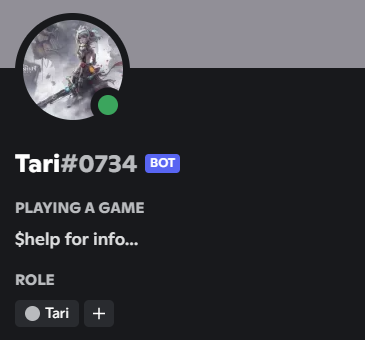 Tari#0734 BOT
PLAYING A GAME
$help for info...
ROLE
Tari +